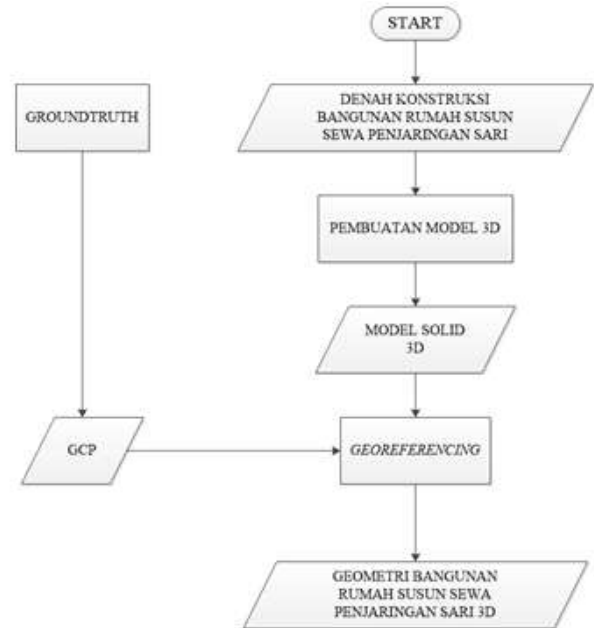 START
DENAH KONSTRUKSI
BANGUNAN RUMAH SUSUN
SEWA PENJARINGAN SARI
GROUNDTRUTH
PEMBUATAN MODEL 3D
MODEL SOLID
3D
GCP
GEOREFERENCING
GEOMETRI BANGUNAN
RUMAH SUSUN SEWA
PENJARINGAN SARI 3D